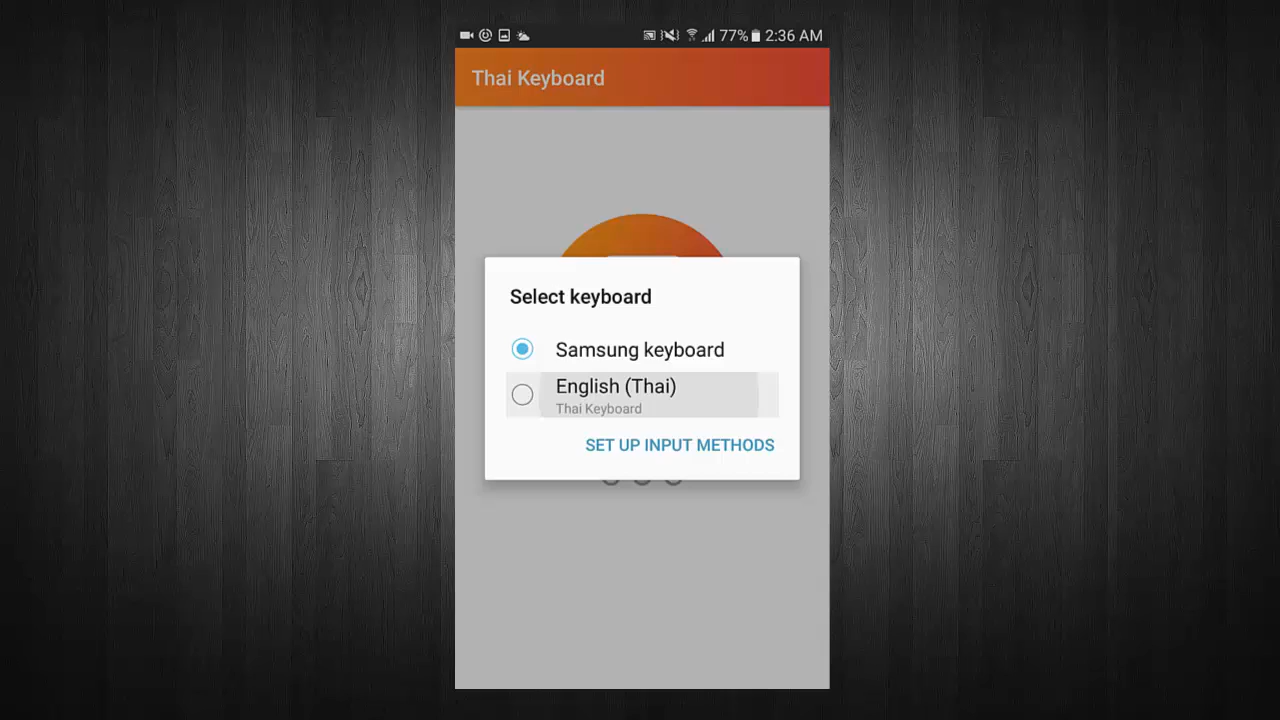 77% 2:36 AM
Thai Keyboard
Select keyboard
Samsung keyboard
English (Thai)
Thai Keyboard
SET UP INPUT METHODS